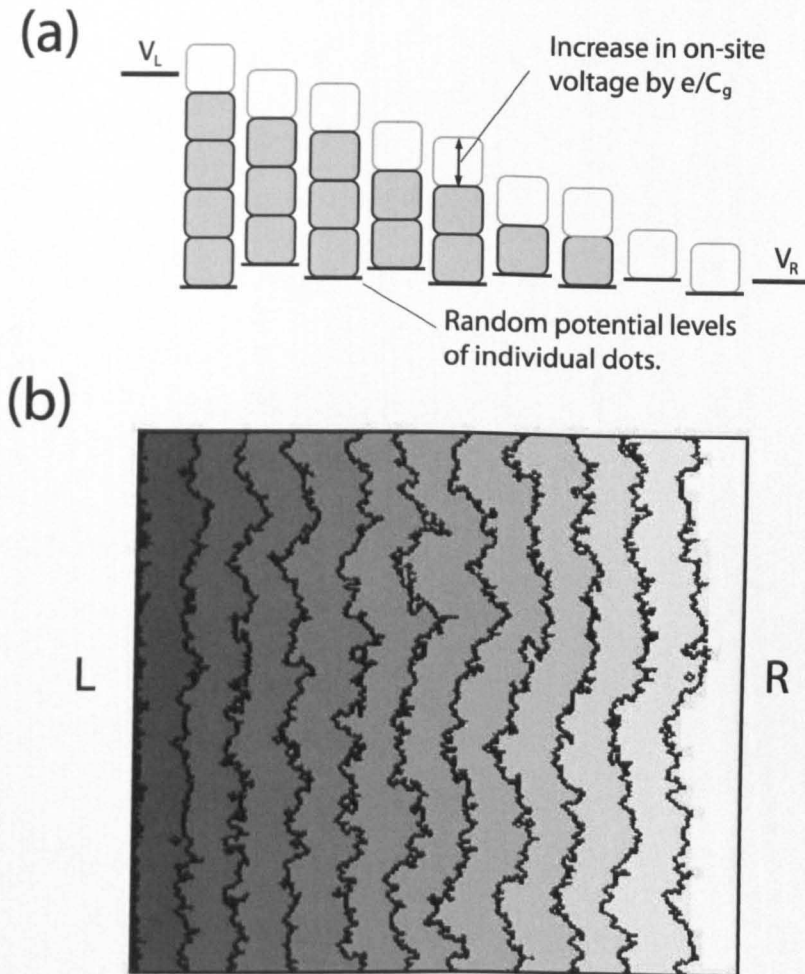 (a)
V_L
Increase in on-site
voltage by e/C_g
V_R
Random potential levels
of individual dots.
(b)
L
R